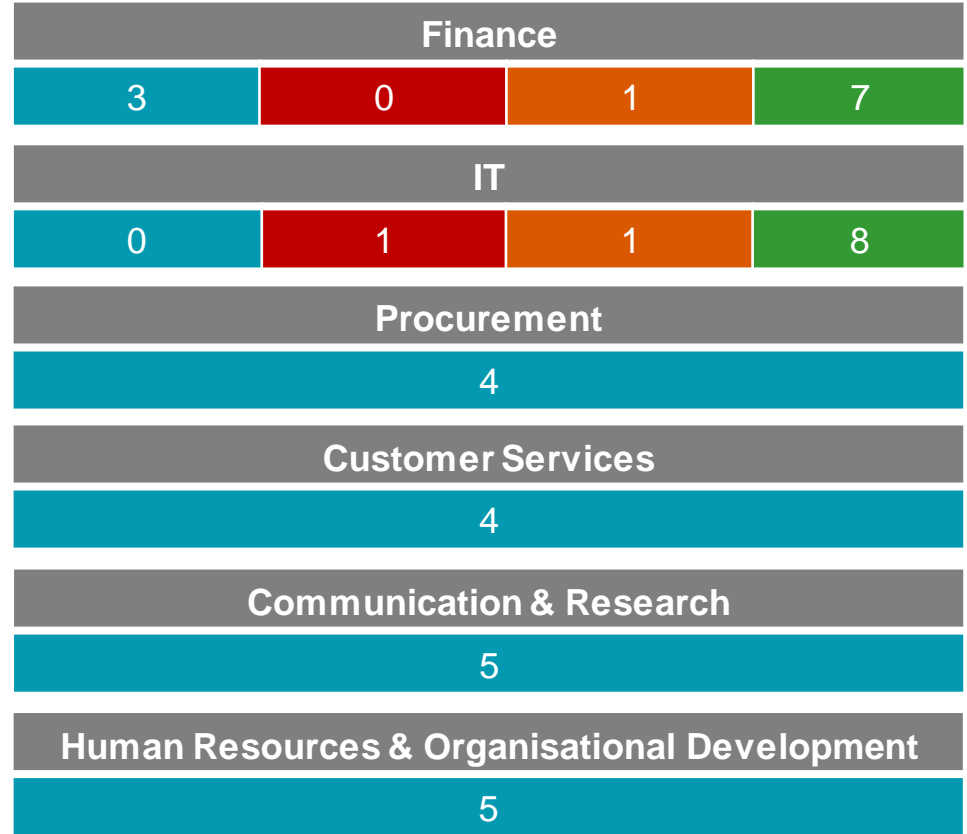 Finance
3 0 1 7
IT
0 1 1 8
Procurement
4
Customer Services
4
Communication & Research
5
Human Resources & Organisational Development
5